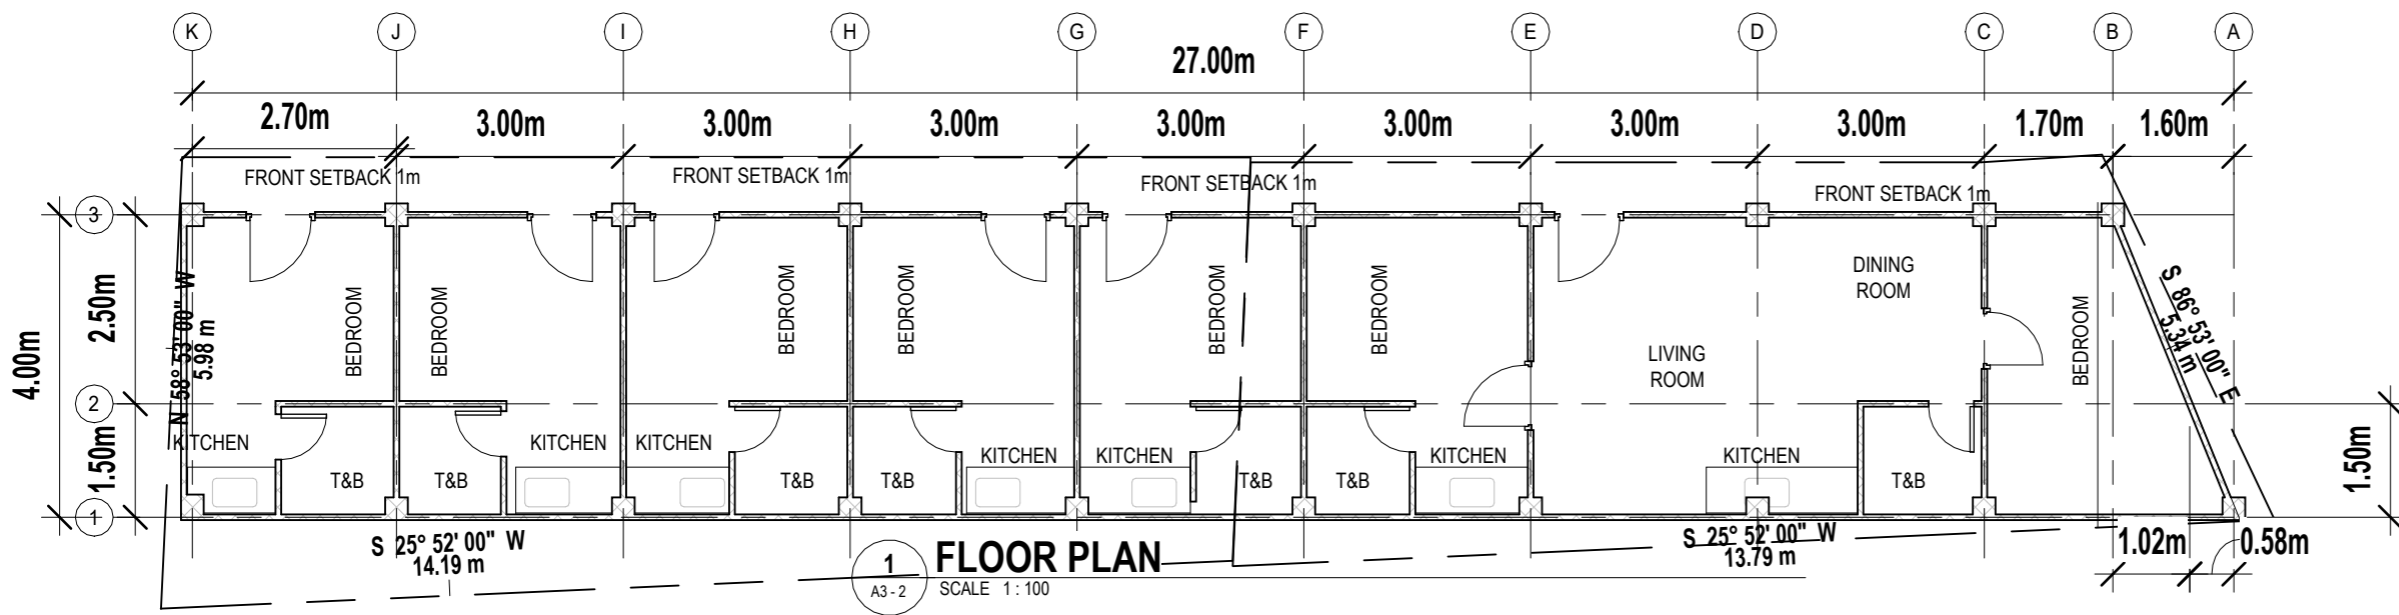 K J I H G F E D C B A
27.00m
2.70m 3.00m 3.00m 3.00m 3.00m 3.00m 3.00m 3.00m 1.70m 1.60m
FRONT SETBACK 1m FRONT SETBACK 1m FRONT SETBACK 1m FRONT SETBACK 1m
3
2
1
4.00m
2.50m
1.50m
N 58° 53' 00" W
5.98 m
BEDROOM
BEDROOM
BEDROOM
BEDROOM
BEDROOM
BEDROOM
LIVING
ROOM
DINING
ROOM
BEDROOM
S 86° 53' 00" E
5.34 m
KITCHEN
T&B
T&B
KITCHEN
KITCHEN
T&B
T&B
KITCHEN
KITCHEN
T&B
T&B
KITCHEN
KITCHEN
T&B
1.50m
S 25° 52' 00" W
14.19 m
S 25° 52' 00" W
13.79 m
1.02m 0.58m
1
A3 - 2
FLOOR PLAN
SCALE 1 : 100